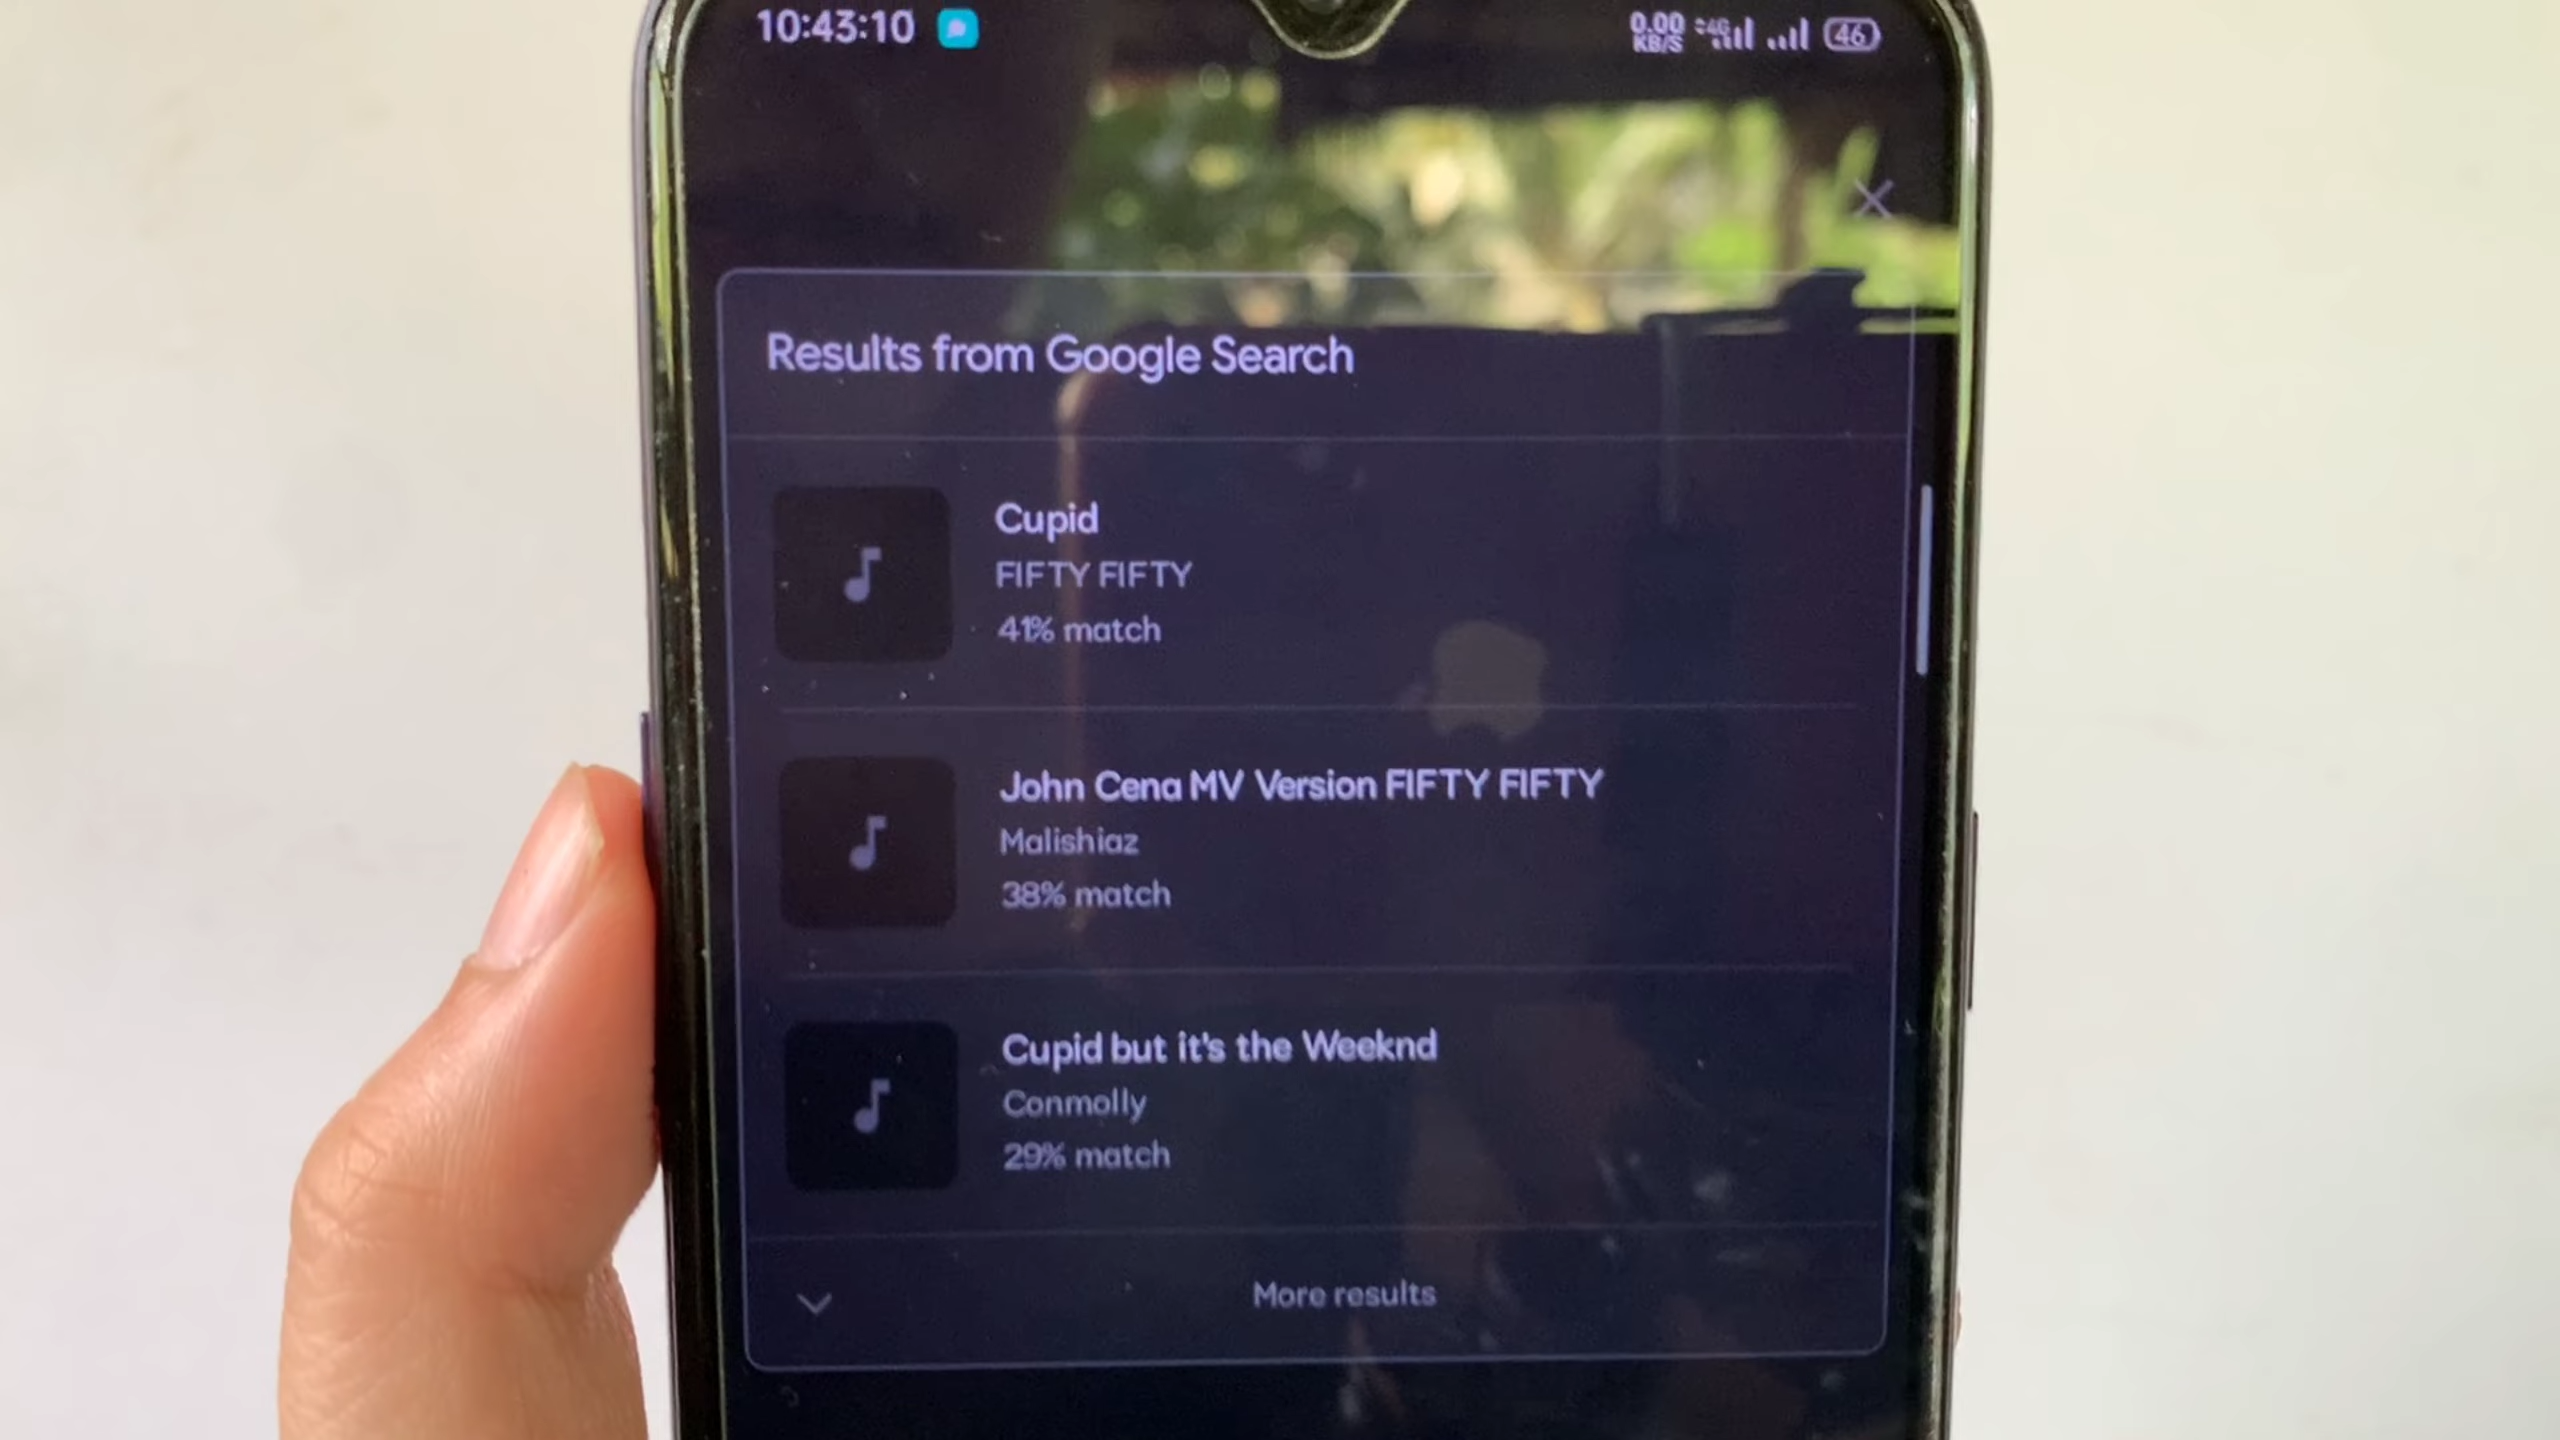 10:43:10
0.00 KB/S 4G 46
Results from Google Search
Cupid
FIFTY FIFTY
41% match
John Cena MV Version FIFTY FIFTY
Malishiaz
38% match
Cupid but it's the Weeknd
Conmolly
29% match
More results